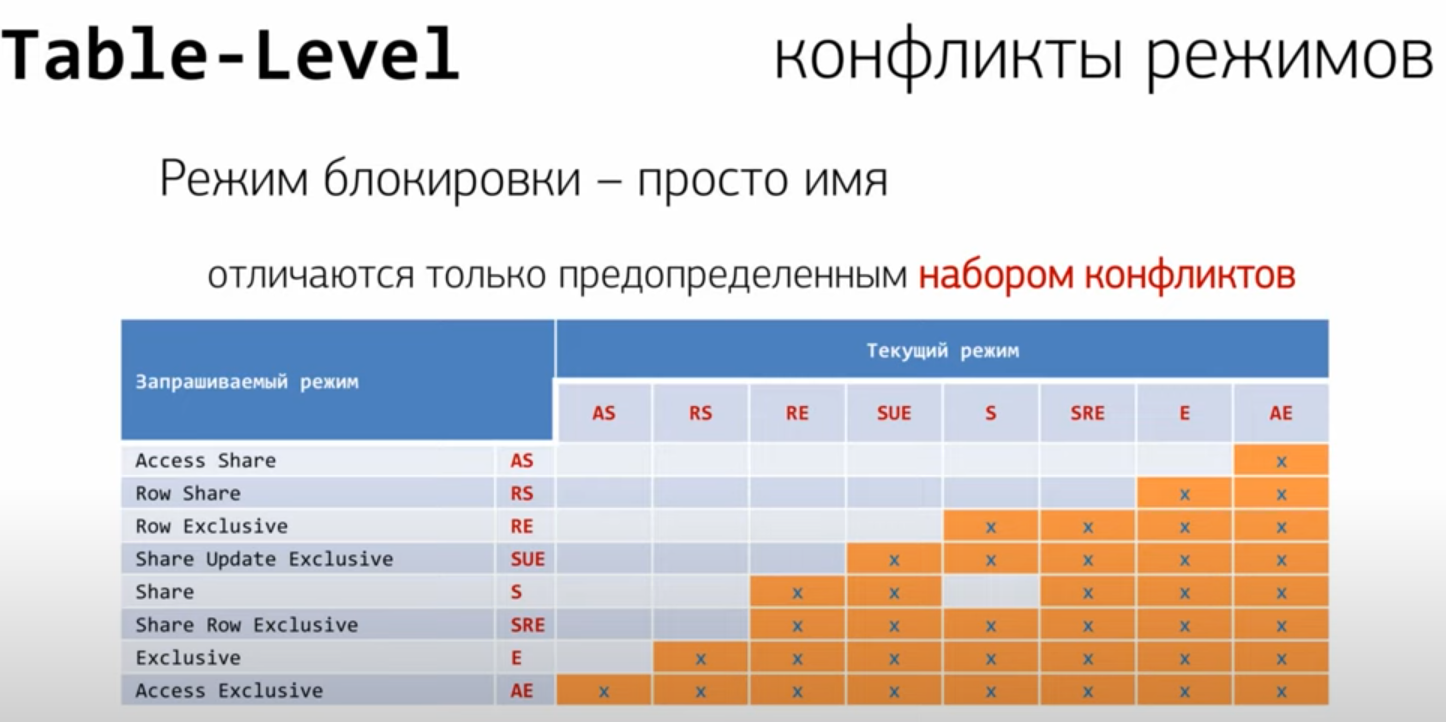 Table-Level конфликты режимов
Режим блокировки – просто имя
отличаются только предопределенным набором конфликтов
Запрашиваемый режим Текущий режим
AS RS RE SUE S SRE E AE
Access Share AS x
Row Share RS x x
Row Exclusive RE x x x x
Share Update Exclusive SUE x x x x x
Share S x x x x x
Share Row Exclusive SRE x x x x x x
Exclusive E x x x x x x x
Access Exclusive AE x x x x x x x x